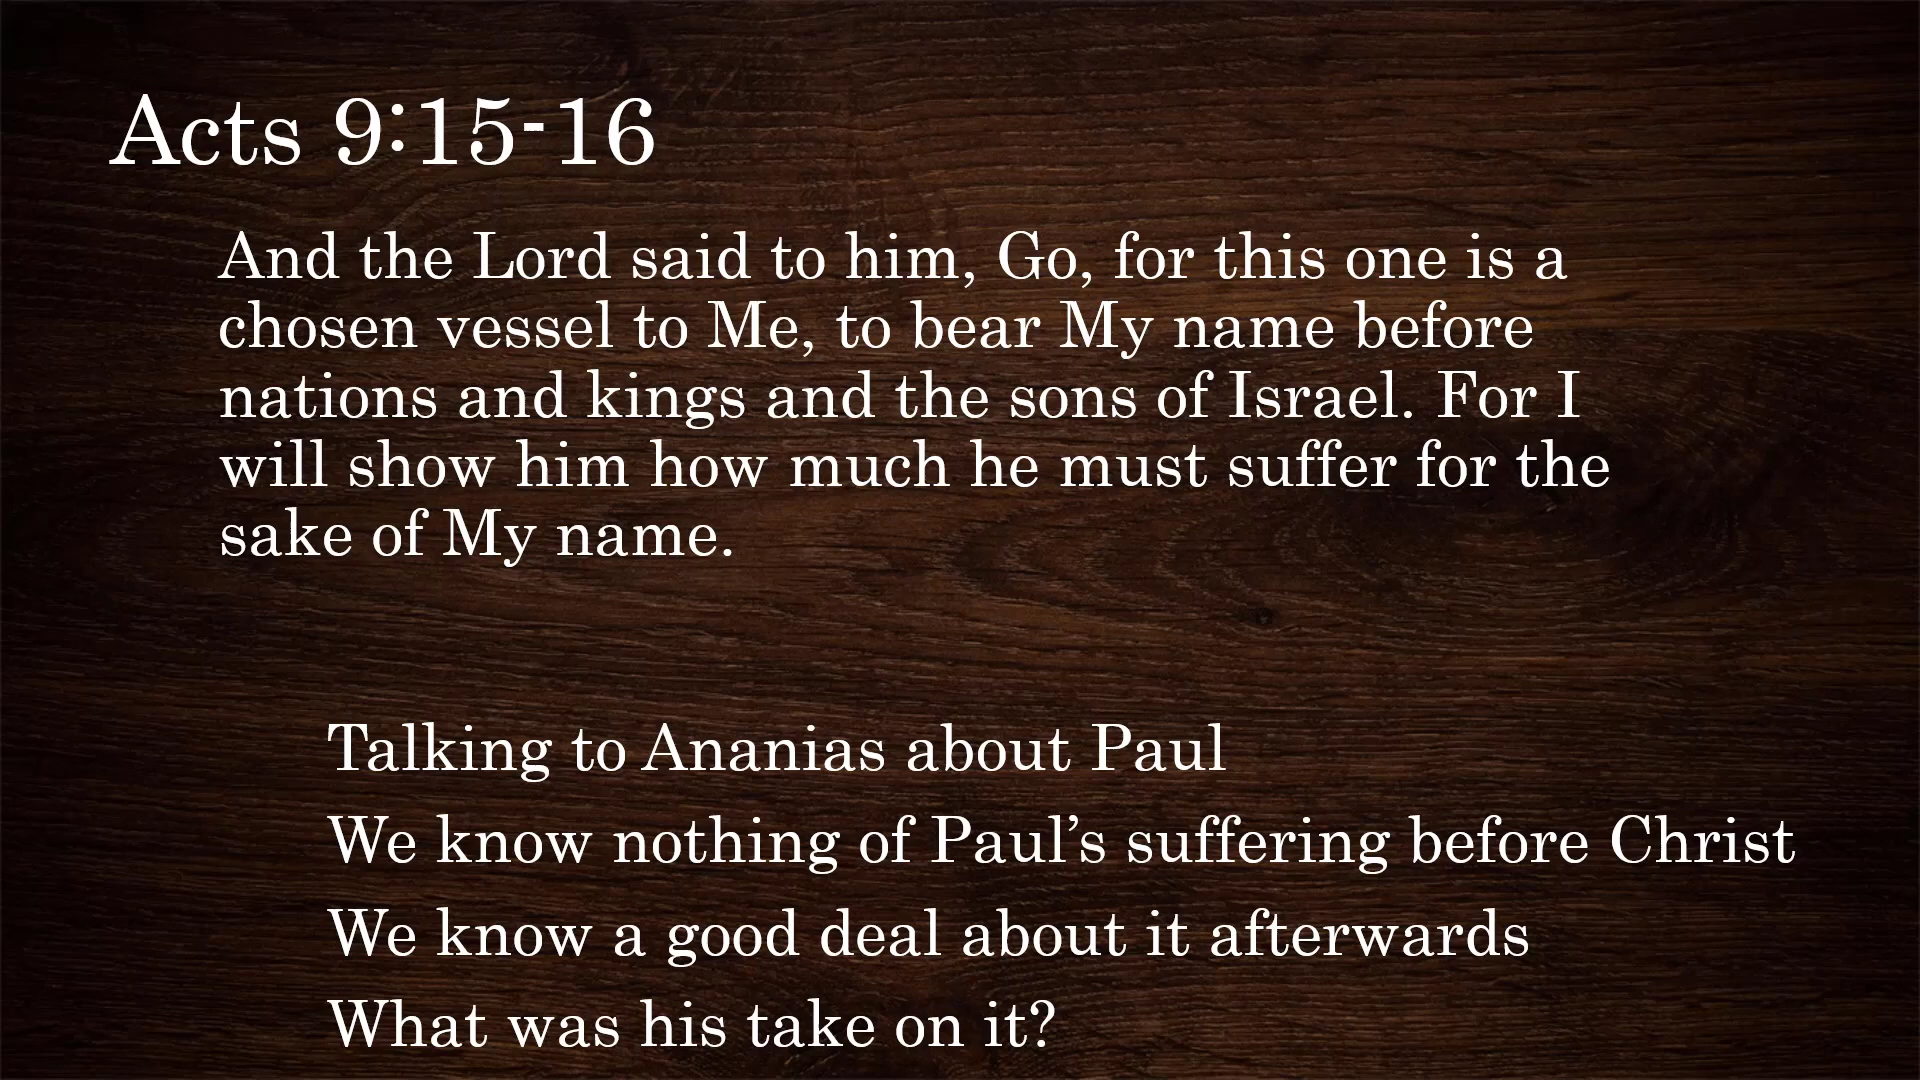 Acts 9:15-16
And the Lord said to him, Go, for this one is a
chosen vessel to Me, to bear My name before
nations and kings and the sons of Israel. For I
will show him how much he must suffer for the
sake of My name.
Talking to Ananias about Paul
We know nothing of Paul’s suffering before Christ
We know a good deal about it afterwards
What was his take on it?